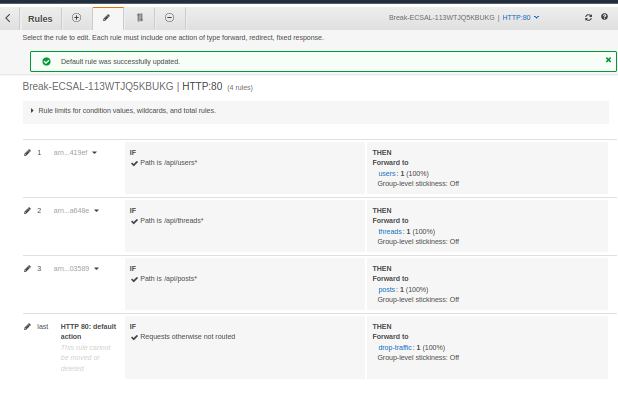 Rules
Break-ECSAL-113WTJQ5KBUKG | HTTP:80
Select the rule to edit. Each rule must include one action of type forward, redirect, fixed response.
Default rule was successfully updated.
Break-ECSAL-113WTJQ5KBUKG | HTTP:80 (4 rules)
Rule limits for condition values, wildcards, and total rules.
1 arn...419ef
IF
Path is /api/users*
THEN
Forward to
users: 1 (100%)
Group-level stickiness: Off
2 arn...a648e
IF
Path is /api/threads*
THEN
Forward to
threads: 1 (100%)
Group-level stickiness: Off
3 arn...03589
IF
Path is /api/posts*
THEN
Forward to
posts: 1 (100%)
Group-level stickiness: Off
last HTTP 80: default
action
This rule cannot
be moved or
deleted
IF
Requests otherwise not routed
THEN
Forward to
drop-traffic: 1 (100%)
Group-level stickiness: Off